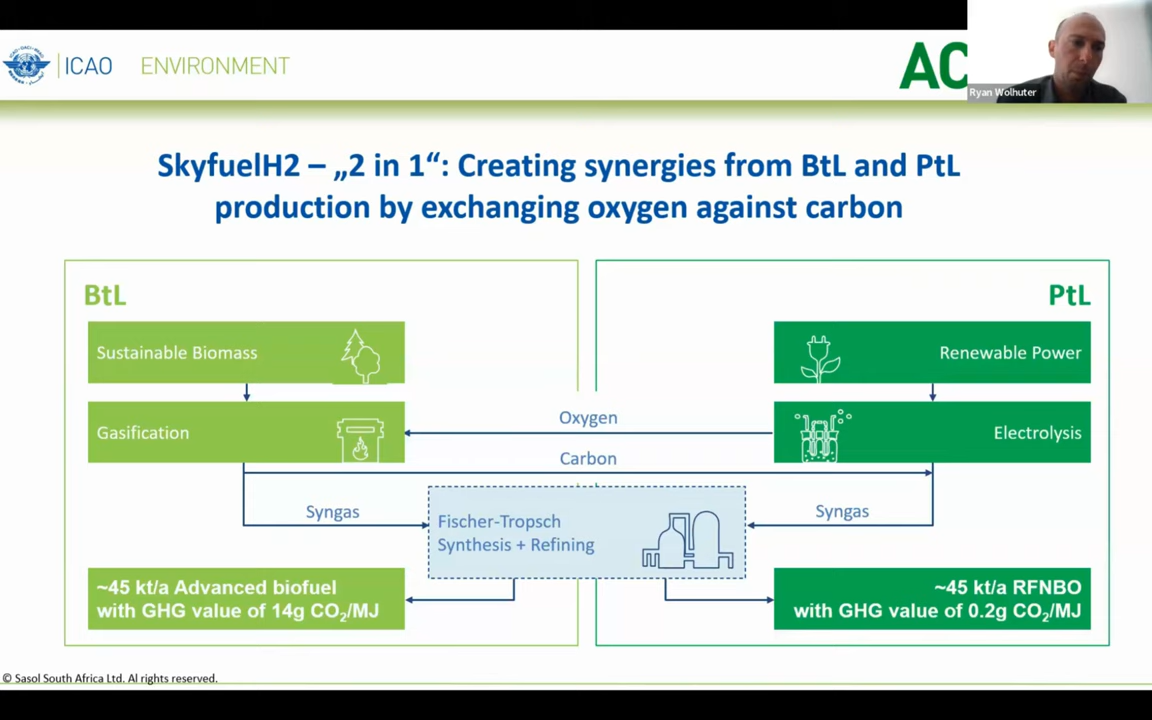 ICAO ENVIRONMENT
AC
Ryan Wolhuter
SkyfuelH2 – „2 in 1“: Creating synergies from BtL and PtL
production by exchanging oxygen against carbon
BtL
PtL
Sustainable Biomass
Renewable Power
Gasification
Oxygen
Electrolysis
Carbon
Syngas
Syngas
Fischer-Tropsch
Synthesis + Refining
~45 kt/a Advanced biofuel
with GHG value of 14g CO₂/MJ
~45 kt/a RFNBO
with GHG value of 0.2g CO₂/MJ
© Sasol South Africa Ltd. Al rights reserved.